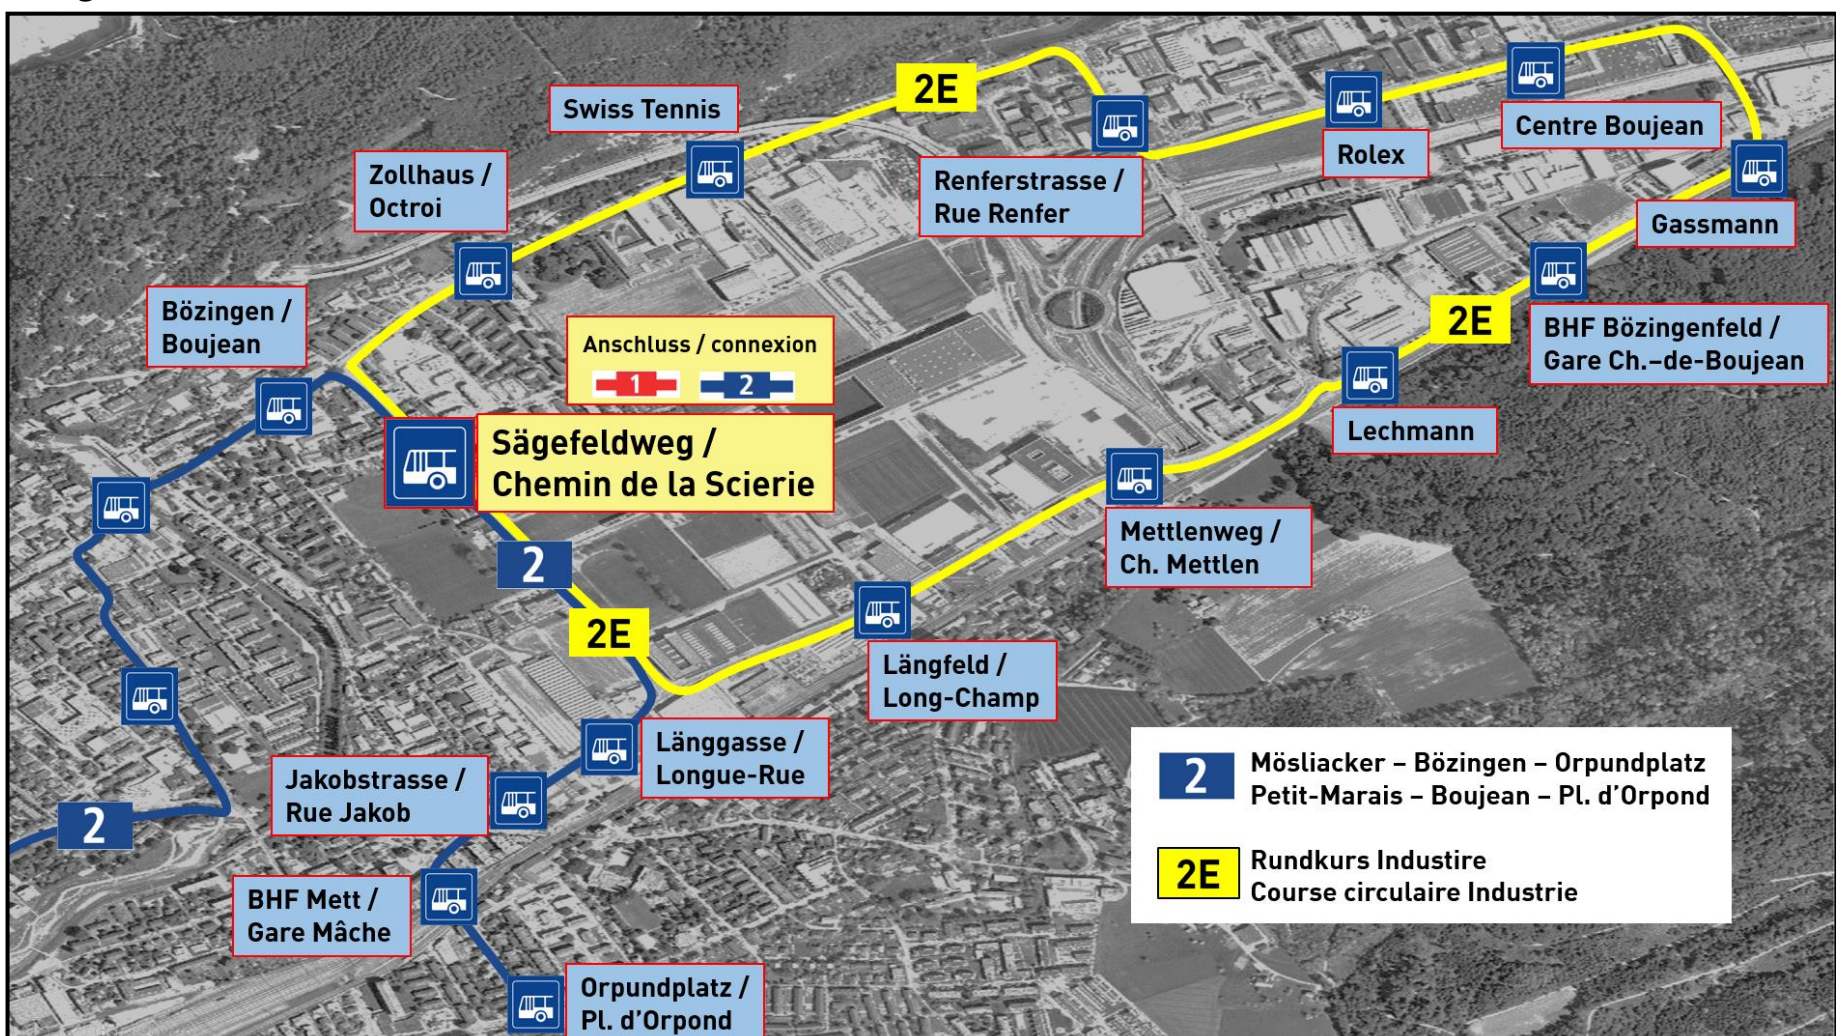 2E
Swiss Tennis
Centre Boujean
Zollhaus /
Octroi
Renferstrasse /
Rue Renfer
Rolex
Gassmann
Bözingen /
Boujean
Anschluss / connexion
1
2
2E
BHF Bözingenfeld /
Gare Ch.–de-Boujean
Sägefeldweg /
Chemin de la Scierie
Lechmann
2
Mettlenweg /
Ch. Mettlen
2E
Längfeld /
Long-Champ
Länggasse /
Longue-Rue
Jakobstrasse /
Rue Jakob
2
BHF Mett /
Gare Mâche
Orpundplatz /
Pl. d'Orpond
2
Mösliacker – Bözingen – Orpundplatz
Petit-Marais – Boujean – Pl. d'Orpond
2E
Rundkurs Industire
Course circulaire Industrie